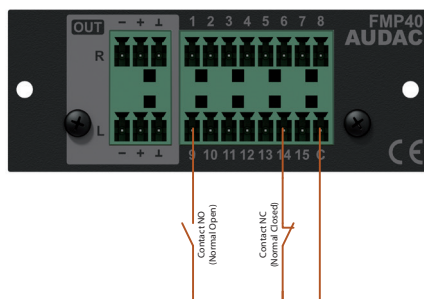 OUT
- + ⊥
1 2 3 4 5 6 7 8
FMP40
AUDAC
R
L
- + ⊥
9 10 11 12 13 14 15 C
CE
Contact NO
(Normal Open)
Contact NC
(Normal Closed)